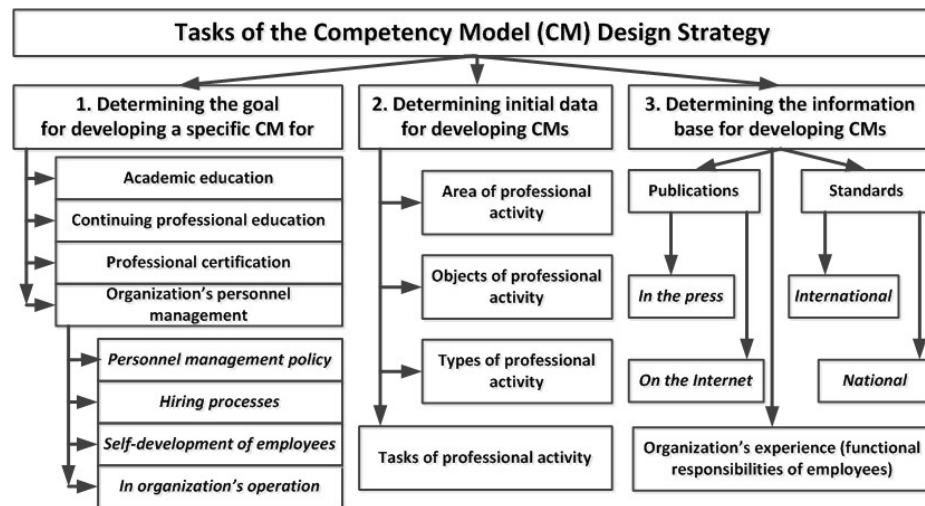 Tasks of the Competency Model (CM) Design Strategy
1. Determining the goal
for developing a specific CM for
Academic education
Continuing professional education
Professional certification
Organization's personnel
management
Personnel management policy
Hiring processes
Self-development of employees
In organization's operation
2. Determining initial data
for developing CMs
Area of professional
activity
Objects of professional
activity
Types of professional
activity
Tasks of professional activity
3. Determining the information
base for developing CMs
Publications
Standards
In the press
International
On the Internet
National
Organization's experience (functional
responsibilities of employees)